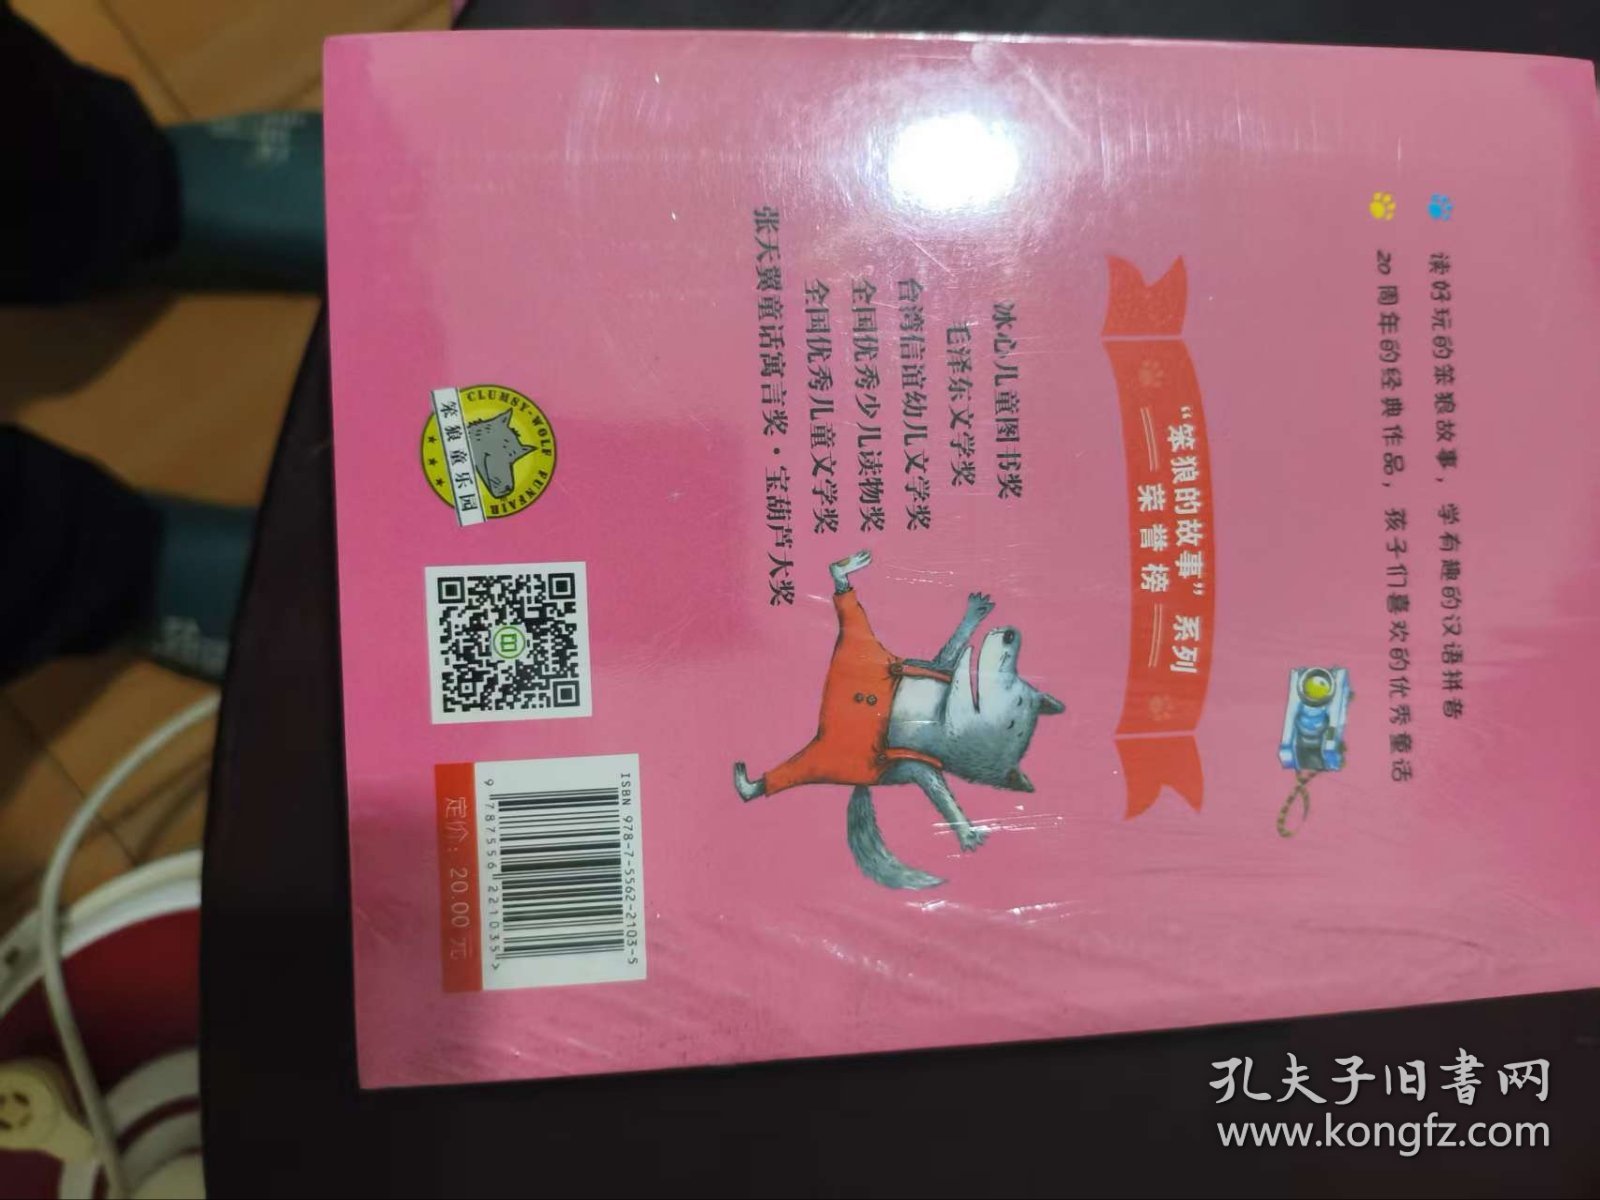 读好玩的笨狼故事，学有趣的汉语拼音
20周年的经典作品，孩子们喜欢的优秀童话
“笨狼的故事”系列
荣誉榜
冰心儿童图书奖
毛泽东文学奖
台湾信谊幼儿文学奖
全国优秀少儿读物奖
全国优秀儿童文学奖
张天翼童话寓言奖·宝葫芦大奖
CLUMSY-WOLF FUNFAIR
笨狼童乐园
ISBN 978-7-5562-2103-5
9 787556 221035>
定价：20.00元
孔夫子旧书网
www.kongfz.com